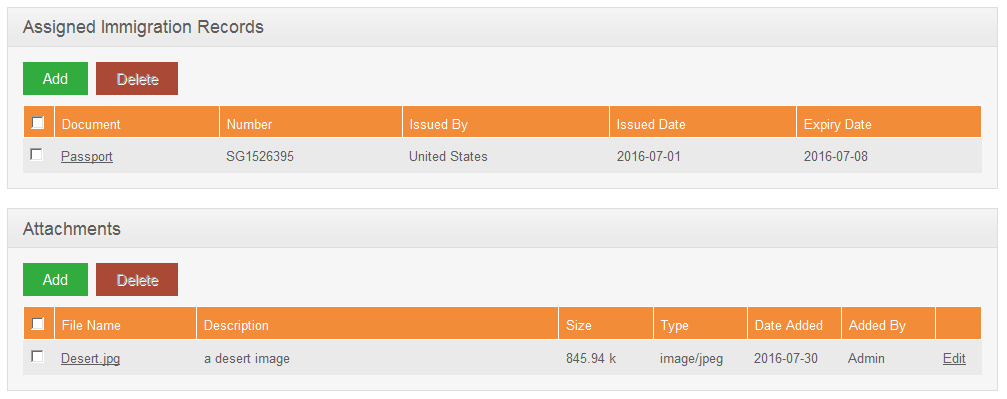 Assigned Immigration Records
Add Delete
Document Number Issued By Issued Date Expiry Date
Passport SG1526395 United States 2016-07-01 2016-07-08
Attachments
Add Delete
File Name Description Size Type Date Added Added By
Desert.jpg a desert image 845.94 k image/jpeg 2016-07-30 Admin Edit